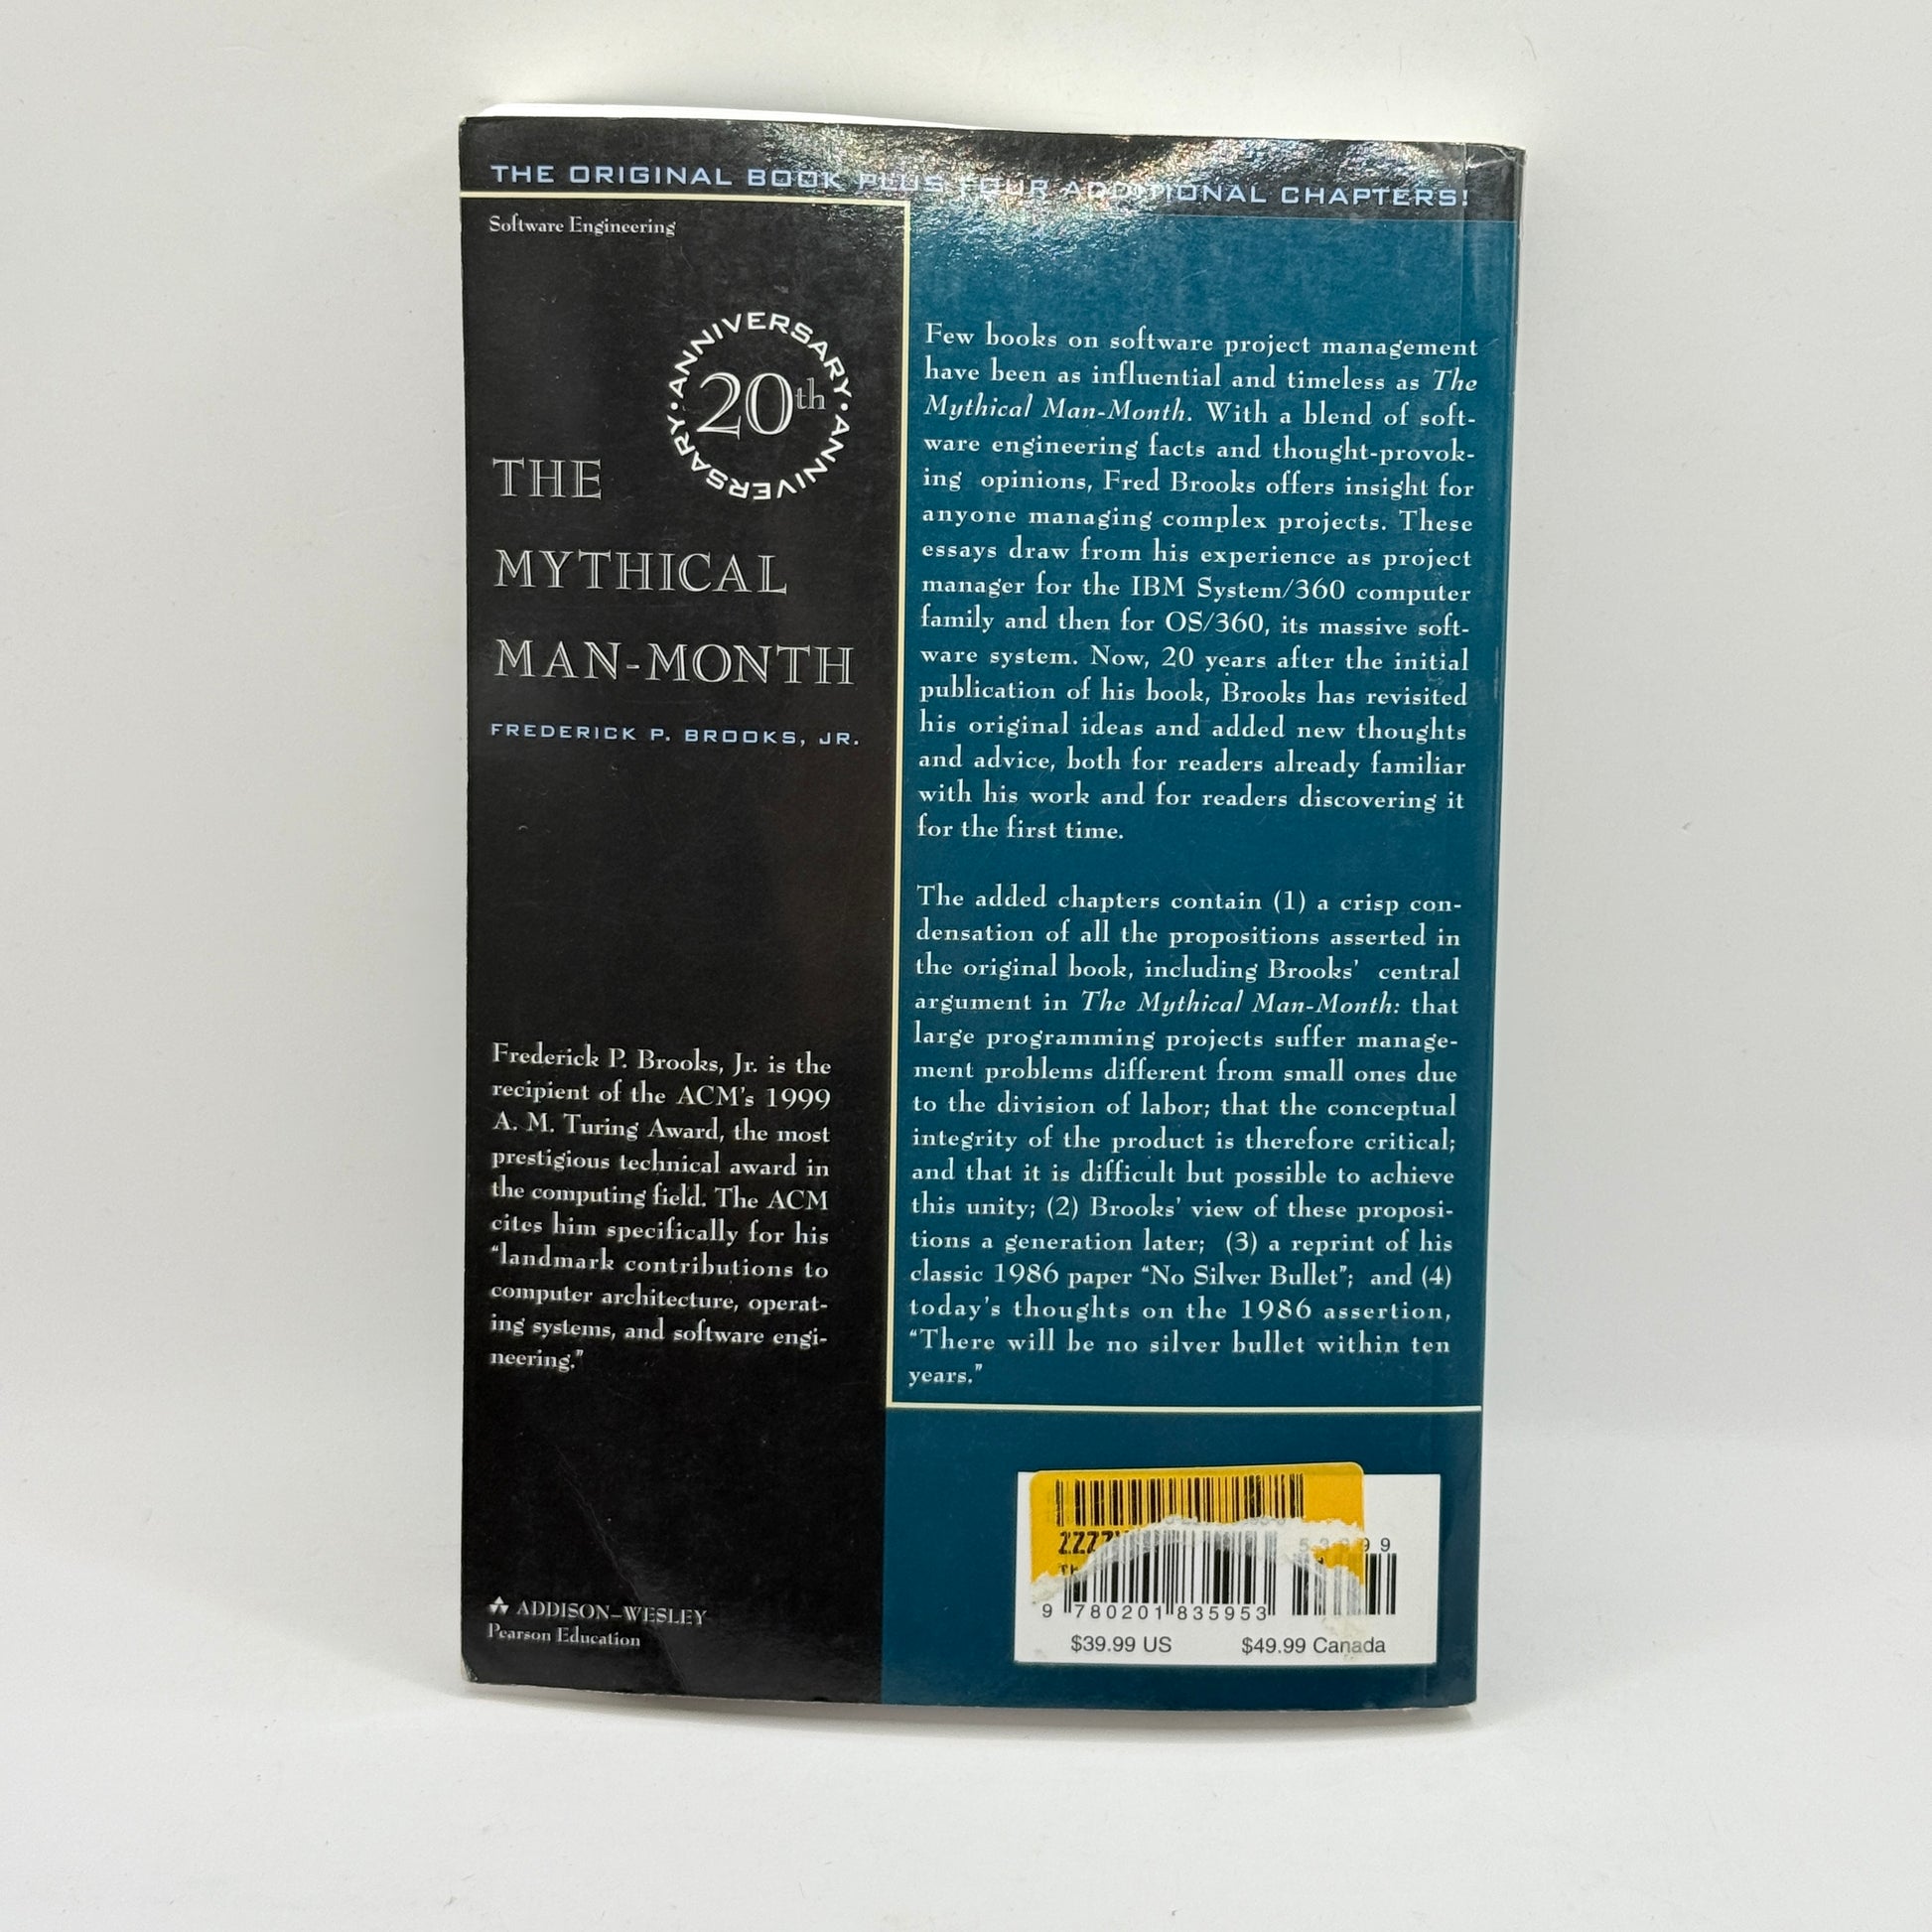 THE ORIGINAL BOOK PLUS FOUR ADDITIONAL CHAPTERS!
Software Engineering
ANNIVERSARY · ANNIVERSARY ·
20th
THE
MYTHICAL
MAN-MONTH
FREDERICK P. BROOKS, JR.
Frederick P. Brooks, Jr. is the
recipient of the ACM's 1999
A. M. Turing Award, the most
prestigious technical award in
the computing field. The ACM
cites him specifically for his
“landmark contributions to
computer architecture, operat-
ing systems, and software engi-
neering.”
ADDISON–WESLEY
Pearson Education
Few books on software project management
have been as influential and timeless as The
Mythical Man-Month. With a blend of soft-
ware engineering facts and thought-provok-
ing opinions, Fred Brooks offers insight for
anyone managing complex projects. These
essays draw from his experience as project
manager for the IBM System/360 computer
family and then for OS/360, its massive soft-
ware system. Now, 20 years after the initial
publication of his book, Brooks has revisited
his original ideas and added new thoughts
and advice, both for readers already familiar
with his work and for readers discovering it
for the first time.
The added chapters contain (1) a crisp con-
densation of all the propositions asserted in
the original book, including Brooks' central
argument in The Mythical Man-Month: that
large programming projects suffer manage-
ment problems different from small ones due
to the division of labor; that the conceptual
integrity of the product is therefore critical;
and that it is difficult but possible to achieve
this unity; (2) Brooks' view of these proposi-
tions a generation later; (3) a reprint of his
classic 1986 paper “No Silver Bullet”; and (4)
today's thoughts on the 1986 assertion,
“There will be no silver bullet within ten
years.”
9 780201 835953
$39.99 US $49.99 Canada